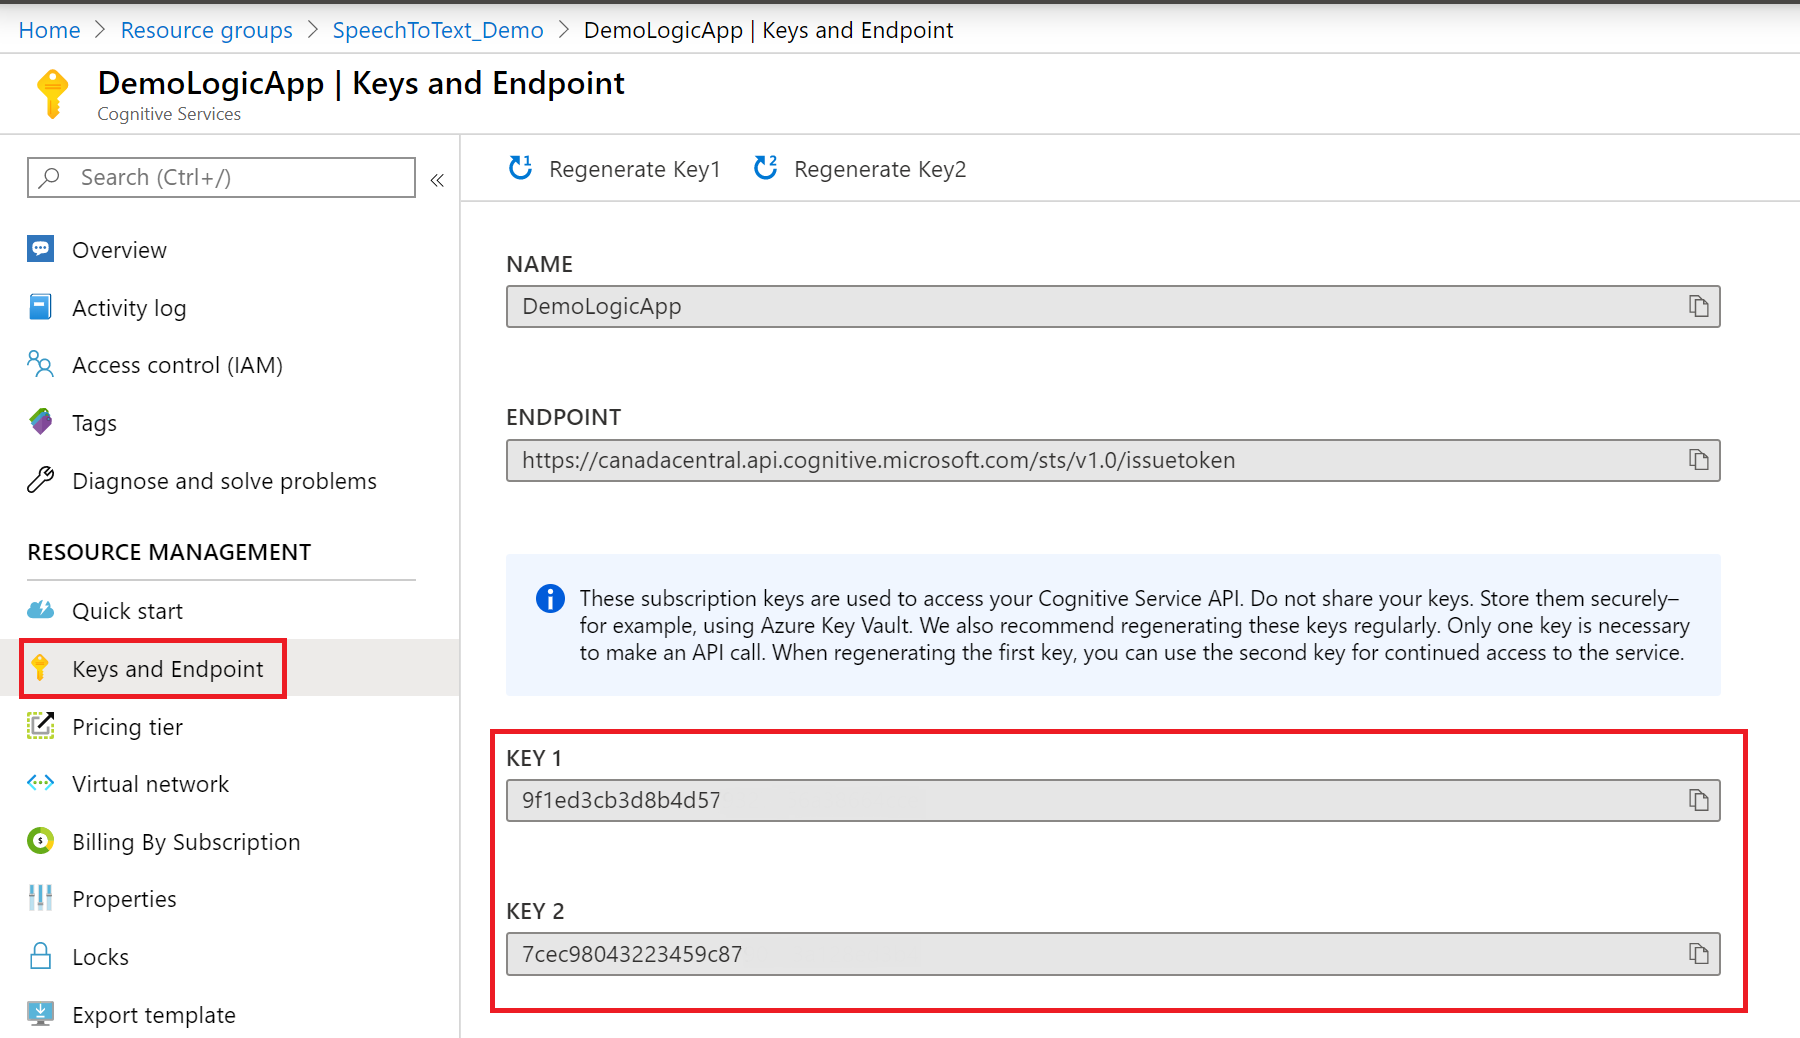 Home > Resource groups > SpeechToText_Demo > DemoLogicApp | Keys and Endpoint
DemoLogicApp | Keys and Endpoint
Cognitive Services
Search (Ctrl+/)
«
Overview
Activity log
Access control (IAM)
Tags
Diagnose and solve problems
RESOURCE MANAGEMENT
Quick start
Keys and Endpoint
Pricing tier
Virtual network
Billing By Subscription
Properties
Locks
Export template
1 Regenerate Key1 2 Regenerate Key2
NAME
DemoLogicApp
ENDPOINT
https://canadacentral.api.cognitive.microsoft.com/sts/v1.0/issuetoken
These subscription keys are used to access your Cognitive Service API. Do not share your keys. Store them securely–
for example, using Azure Key Vault. We also recommend regenerating these keys regularly. Only one key is necessary
to make an API call. When regenerating the first key, you can use the second key for continued access to the service.
KEY 1
9f1ed3cb3d8b4d57
KEY 2
7cec98043223459c87